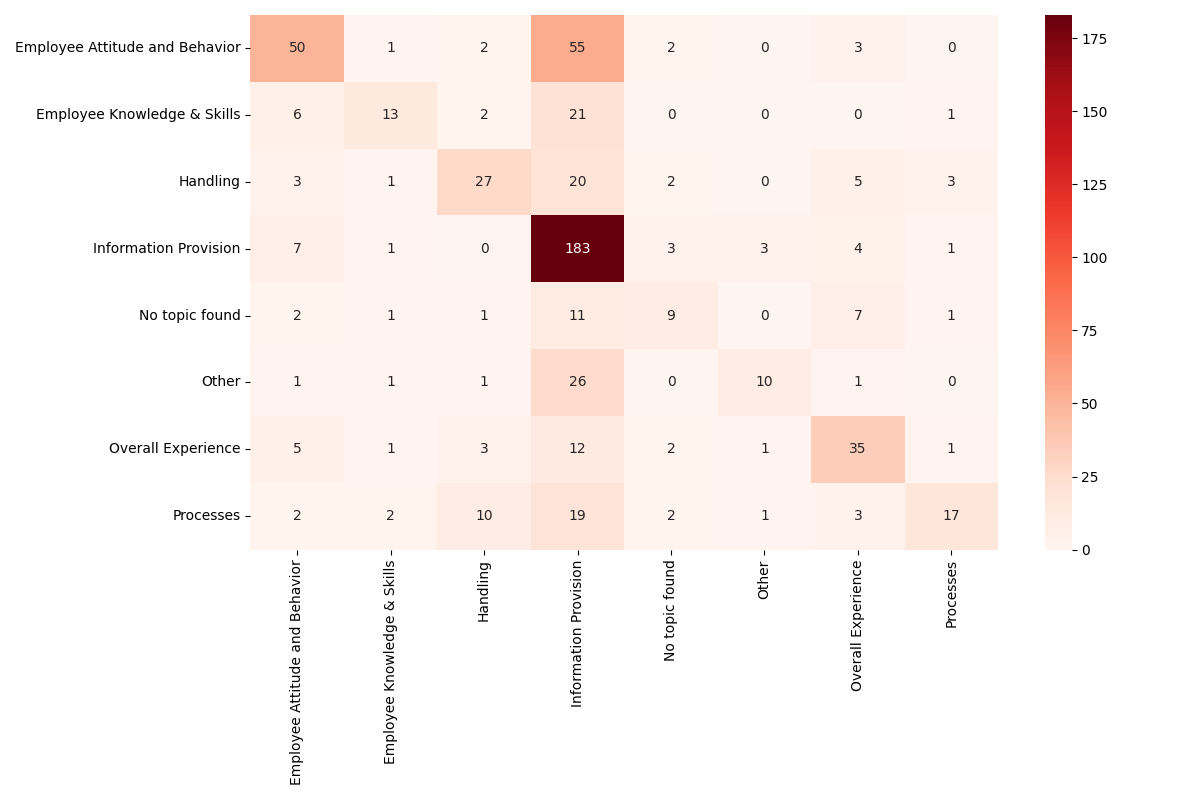 Employee Attitude and Behavior 50 1 2 55 2 0 3 0
Employee Knowledge & Skills 6 13 2 21 0 0 0 1
Handling 3 1 27 20 2 0 5 3
Information Provision 7 1 0 183 3 3 4 1
No topic found 2 1 1 11 9 0 7 1
Other 1 1 1 26 0 10 1 0
Overall Experience 5 1 3 12 2 1 35 1
Processes 2 2 10 19 2 1 3 17
Employee Attitude and Behavior
Employee Knowledge & Skills
Handling
Information Provision
No topic found
Other
Overall Experience
Processes
175
150
125
100
75
50
25
0